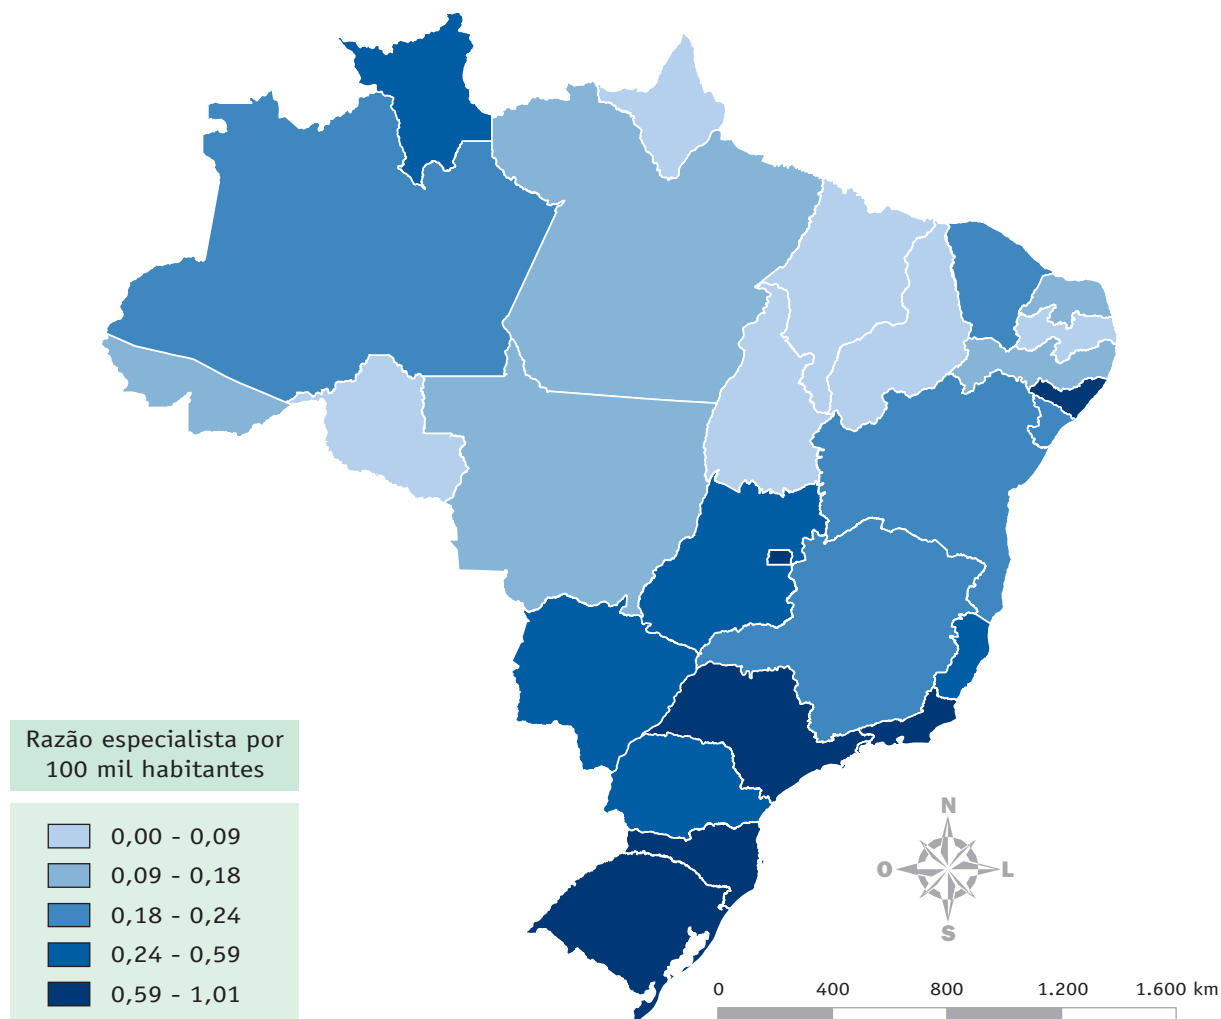 Razão especialista por
100 mil habitantes
0,00 - 0,09
0,09 - 0,18
0,18 - 0,24
0,24 - 0,59
0,59 - 1,01
N
O L
S
0 400 800 1.200 1.600 km